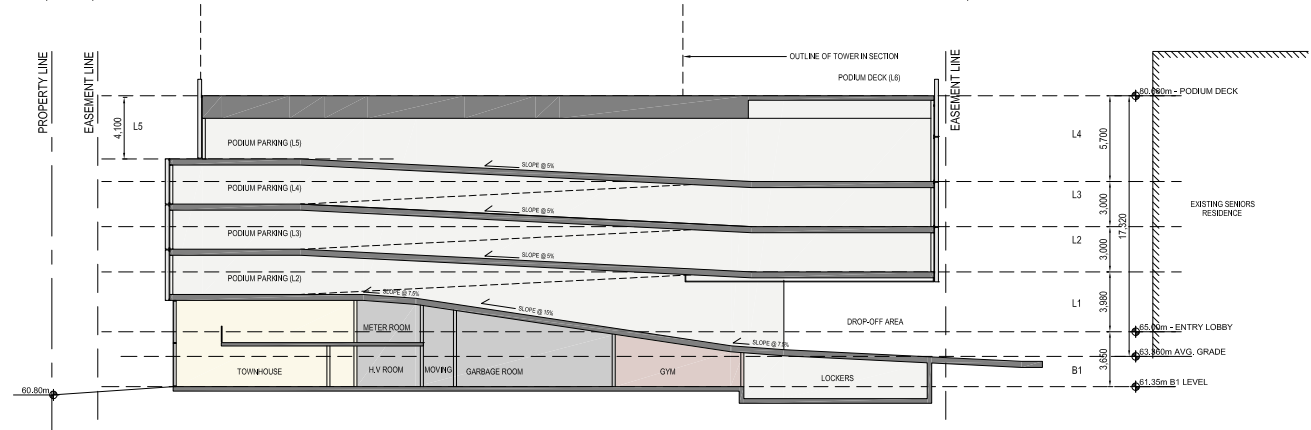 OUTLINE OF TOWER IN SECTION
PODIUM DECK (L6)
PROPERTY LINE
EASEMENT LINE
EASEMENT LINE
80.680m - PODIUM DECK
4,100
L5
L4
5,700
PODIUM PARKING (L5)
SLOPE @ 5%
PODIUM PARKING (L4)
L3
3,000
EXISTING SENIORS
RESIDENCE
SLOPE @ 5%
17,320
PODIUM PARKING (L3)
L2
3,000
SLOPE @ 5%
PODIUM PARKING (L2)
SLOPE @ 7.5%
SLOPE @ 15%
L1
3,980
DROP-OFF AREA
METER ROOM
65.00m - ENTRY LOBBY
SLOPE @ 7.5%
63.360m AVG. GRADE
3,650
TOWNHOUSE
H.V ROOM
MOVING
GARBAGE ROOM
GYM
LOCKERS
B1
61.35m B1 LEVEL
60.80m